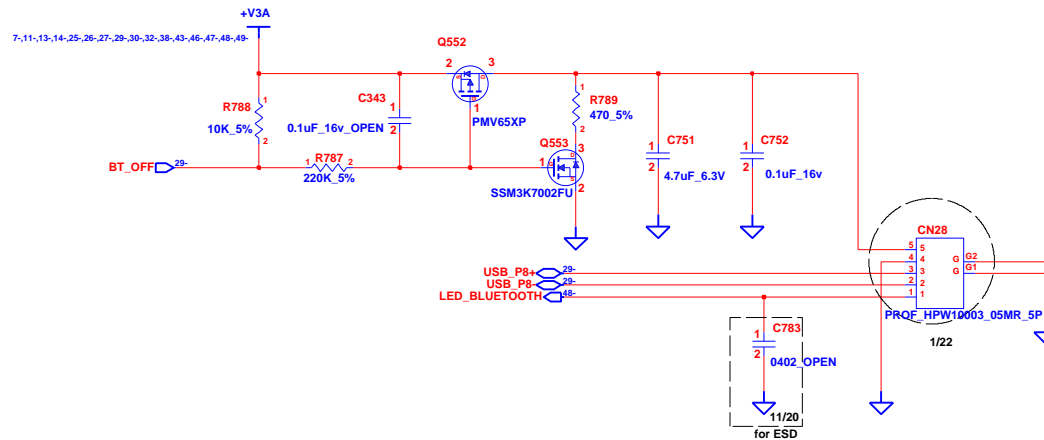 +V3A
7-,11-,13-,14-,25-,26-,27-,29-,30-,32-,38-,43-,46-,47-,48-,49-
Q552
2
3
S
D
G
1
PMV65XP
R788
1
10K_5%
2
C343
1
2
0.1uF_16v_OPEN
R789
1
470_5%
2
BT_OFF 29-
R787
1
2
220K_5%
Q553
1
3
D
G
S
2
SSM3K7002FU
C751
1
2
4.7uF_6.3V
C752
1
2
0.1uF_16v
CN28
5 5
4 4 G G2
3 3 G G1
2 2
1 1
PROF_HPW10003_05MR_5P
1/22
USB_P8+ 29-
USB_P8- 29-
LED_BLUETOOTH 48-
C783
1
2
0402_OPEN
11/20
for ESD